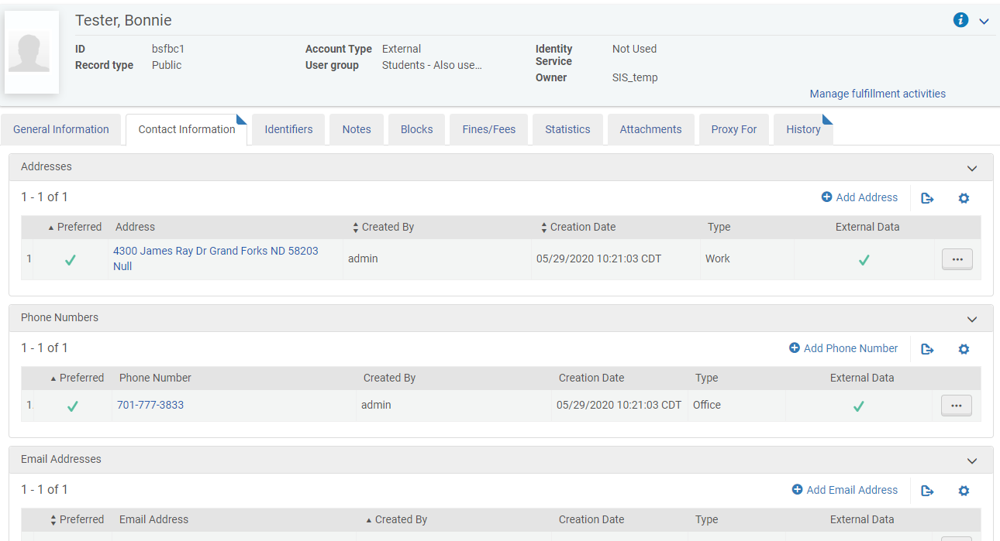 Tester, Bonnie
ID bsfbc1 Account Type External Identity Service Not Used
Record type Public User group Students - Also use... Owner SIS_temp
Manage fulfillment activities
General Information Contact Information Identifiers Notes Blocks Fines/Fees Statistics Attachments Proxy For History
Addresses
1 - 1 of 1 Add Address
Preferred Address Created By Creation Date Type External Data
1 4300 James Ray Dr Grand Forks ND 58203 Null admin 05/29/2020 10:21:03 CDT Work
Phone Numbers
1 - 1 of 1 Add Phone Number
Preferred Phone Number Created By Creation Date Type External Data
1 701-777-3833 admin 05/29/2020 10:21:03 CDT Office
Email Addresses
1 - 1 of 1 Add Email Address
Preferred Email Address Created By Creation Date Type External Data